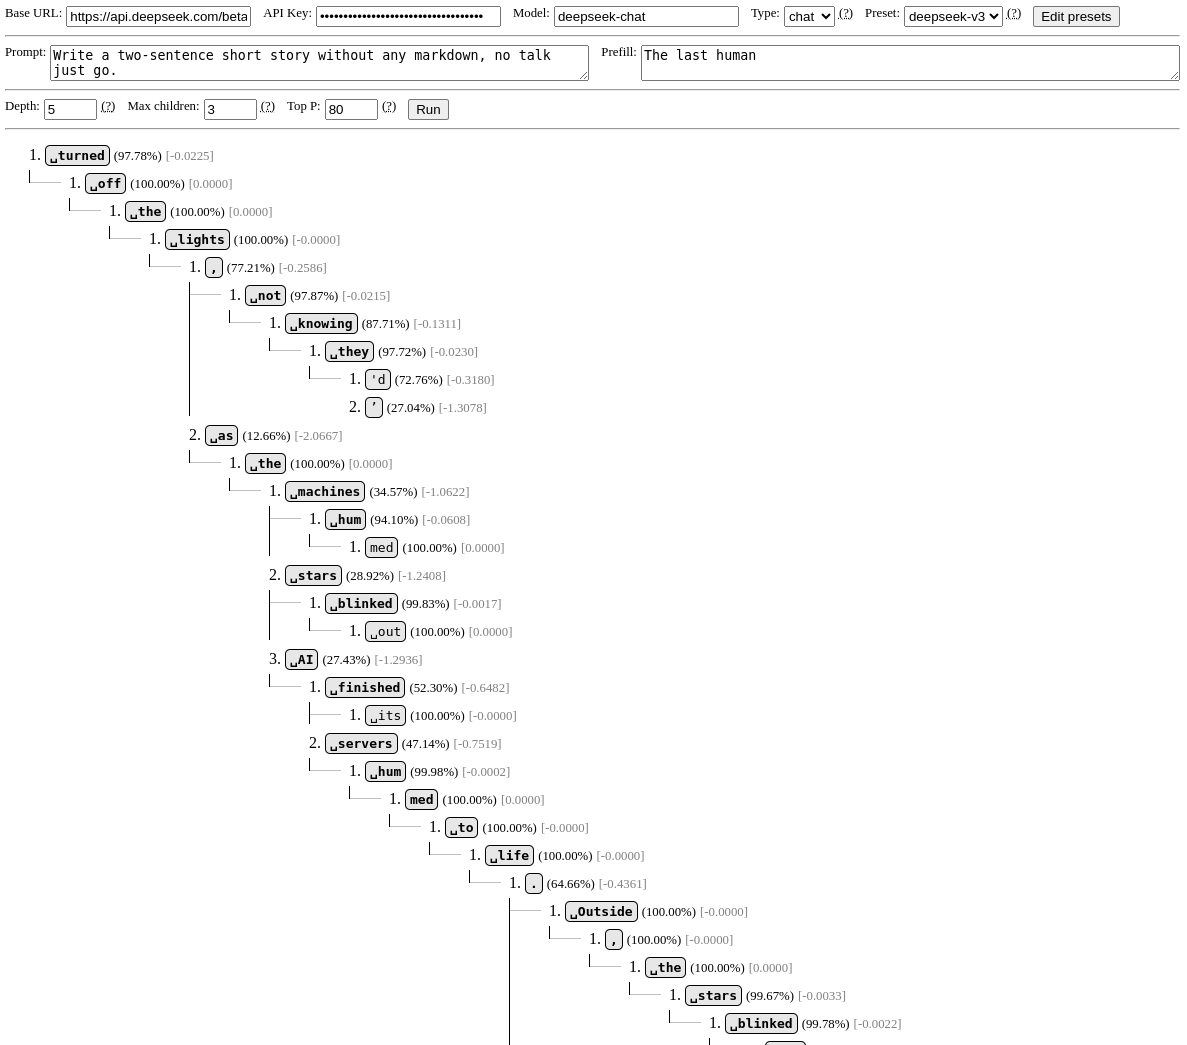 Base URL: https://api.deepseek.com/beta API Key: •••••••••••••••••••••••••••••••••••• Model: deepseek-chat Type: chat (?) Preset: deepseek-v3 (?) Edit presets
Prompt: Write a two-sentence short story without any markdown, no talk just go. Prefill: The last human
Depth: 5 (?) Max children: 3 (?) Top P: 80 (?) Run
1. ␣turned (97.78%) [-0.0225]
1. ␣off (100.00%) [0.0000]
1. ␣the (100.00%) [0.0000]
1. ␣lights (100.00%) [-0.0000]
1. , (77.21%) [-0.2586]
1. ␣not (97.87%) [-0.0215]
1. ␣knowing (87.71%) [-0.1311]
1. ␣they (97.72%) [-0.0230]
1. 'd (72.76%) [-0.3180]
2. ’ (27.04%) [-1.3078]
2. ␣as (12.66%) [-2.0667]
1. ␣the (100.00%) [0.0000]
1. ␣machines (34.57%) [-1.0622]
1. ␣hum (94.10%) [-0.0608]
1. med (100.00%) [0.0000]
2. ␣stars (28.92%) [-1.2408]
1. ␣blinked (99.83%) [-0.0017]
1. ␣out (100.00%) [0.0000]
3. ␣AI (27.43%) [-1.2936]
1. ␣finished (52.30%) [-0.6482]
1. ␣its (100.00%) [-0.0000]
2. ␣servers (47.14%) [-0.7519]
1. ␣hum (99.98%) [-0.0002]
1. med (100.00%) [0.0000]
1. ␣to (100.00%) [-0.0000]
1. ␣life (100.00%) [-0.0000]
1. . (64.66%) [-0.4361]
1. ␣Outside (100.00%) [-0.0000]
1. , (100.00%) [-0.0000]
1. ␣the (100.00%) [0.0000]
1. ␣stars (99.67%) [-0.0033]
1. ␣blinked (99.78%) [-0.0022]